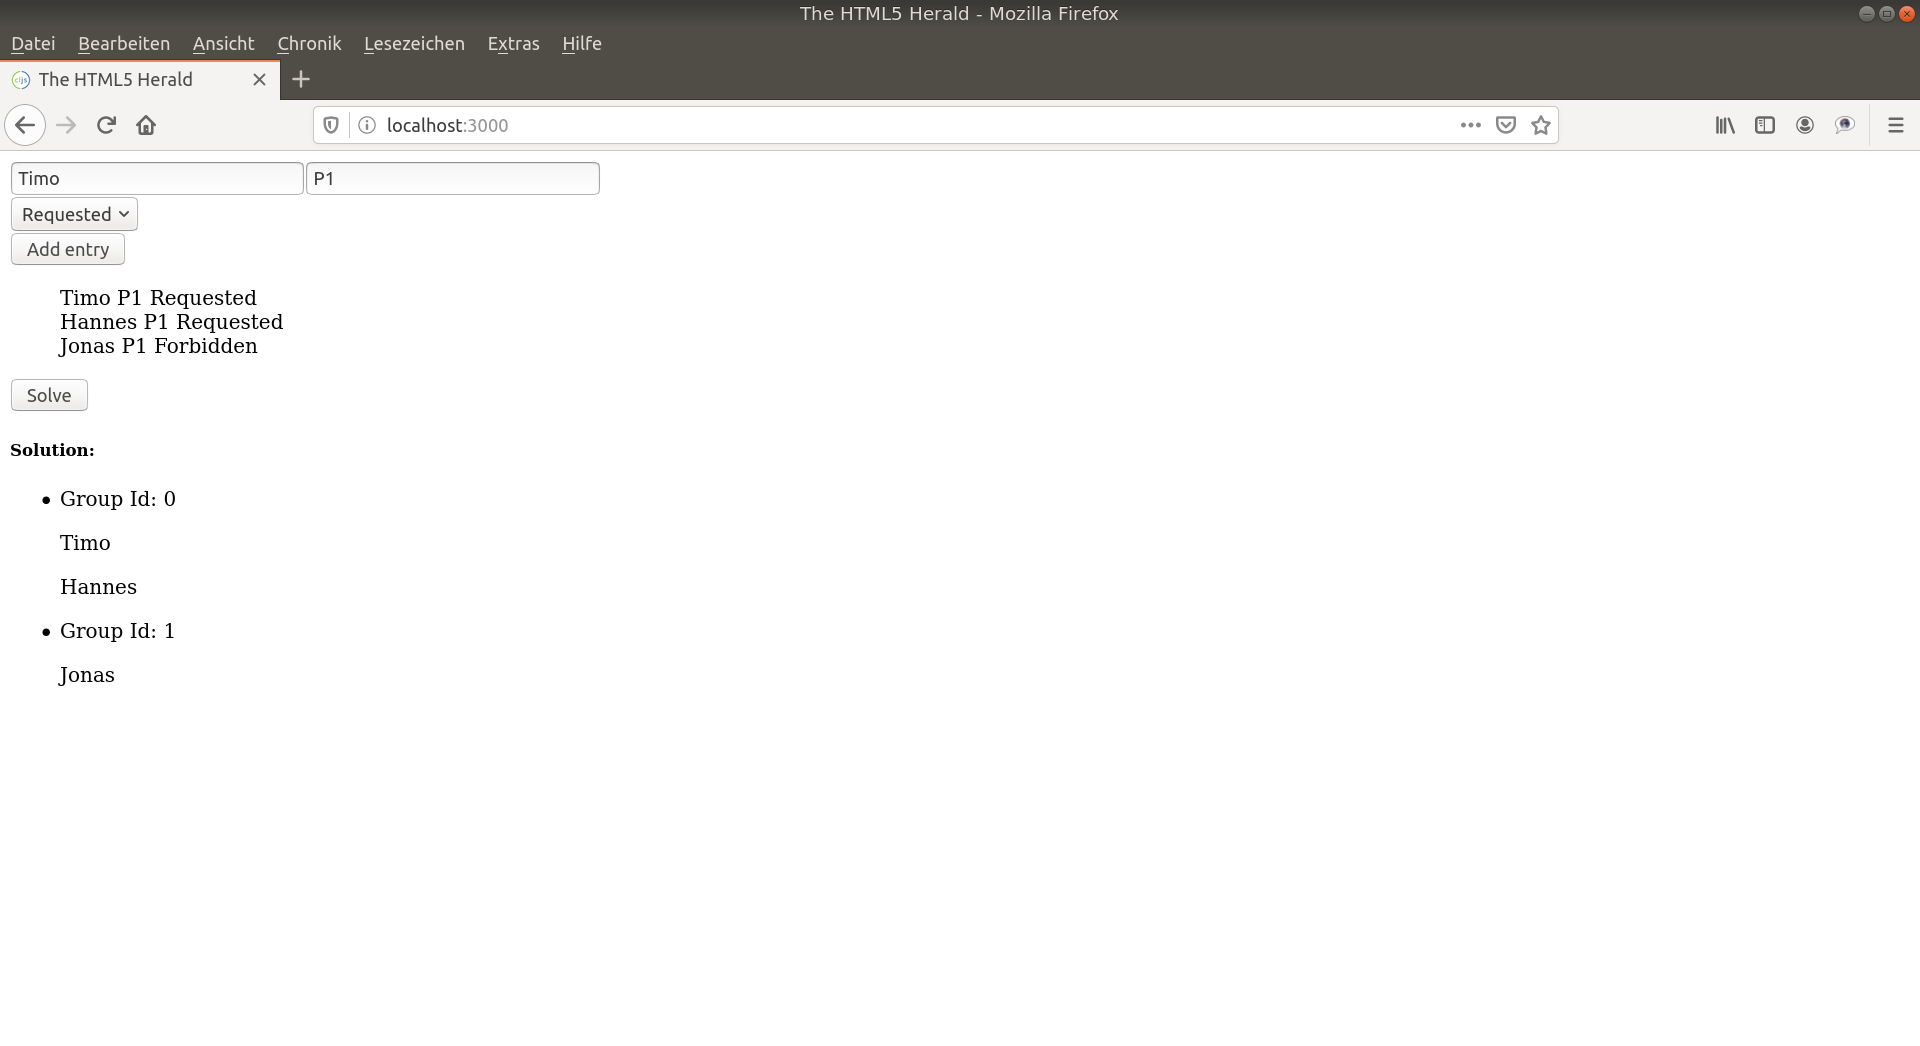 The HTML5 Herald - Mozilla Firefox
Datei Bearbeiten Ansicht Chronik Lesezeichen Extras Hilfe
The HTML5 Herald
localhost:3000
Timo P1
Requested
Add entry
Timo P1 Requested
Hannes P1 Requested
Jonas P1 Forbidden
Solve
Solution:
• Group Id: 0
Timo
Hannes
• Group Id: 1
Jonas